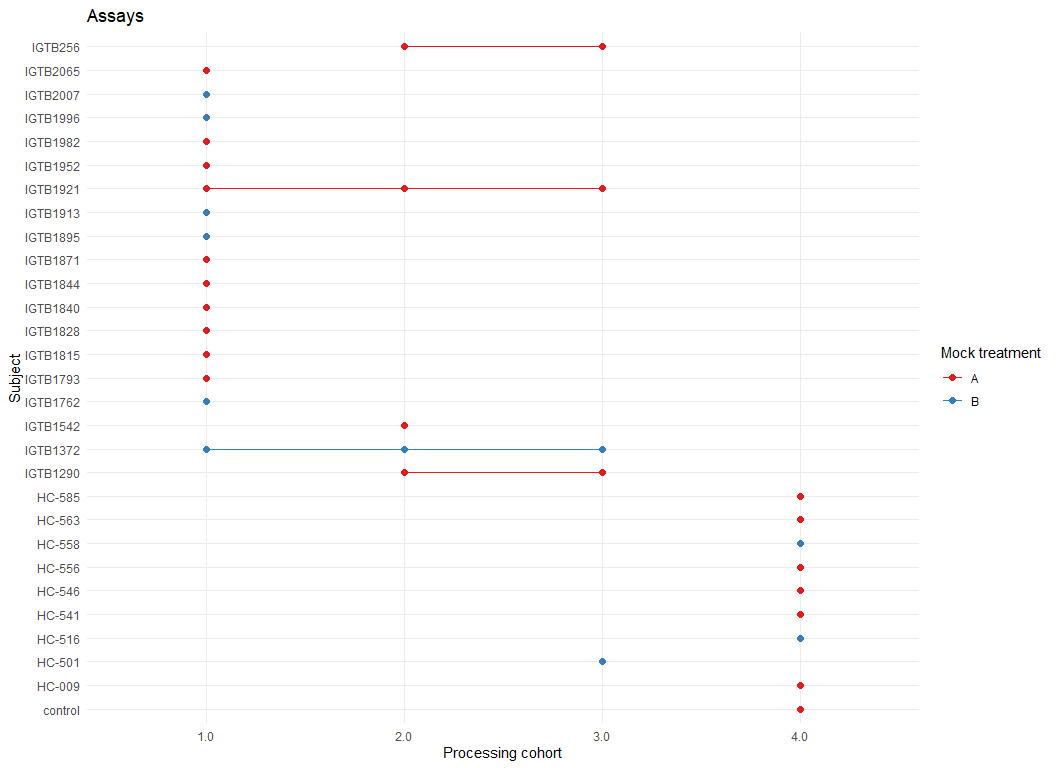 Assays
IGTB256
IGTB2065
IGTB2007
IGTB1996
IGTB1982
IGTB1952
IGTB1921
IGTB1913
IGTB1895
IGTB1871
IGTB1844
IGTB1840
IGTB1828
IGTB1815
IGTB1793
IGTB1762
IGTB1542
IGTB1372
IGTB1290
HC-585
HC-563
HC-558
HC-556
HC-546
HC-541
HC-516
HC-501
HC-009
control
Subject
1.0 2.0 3.0 4.0
Processing cohort
Mock treatment
A
B